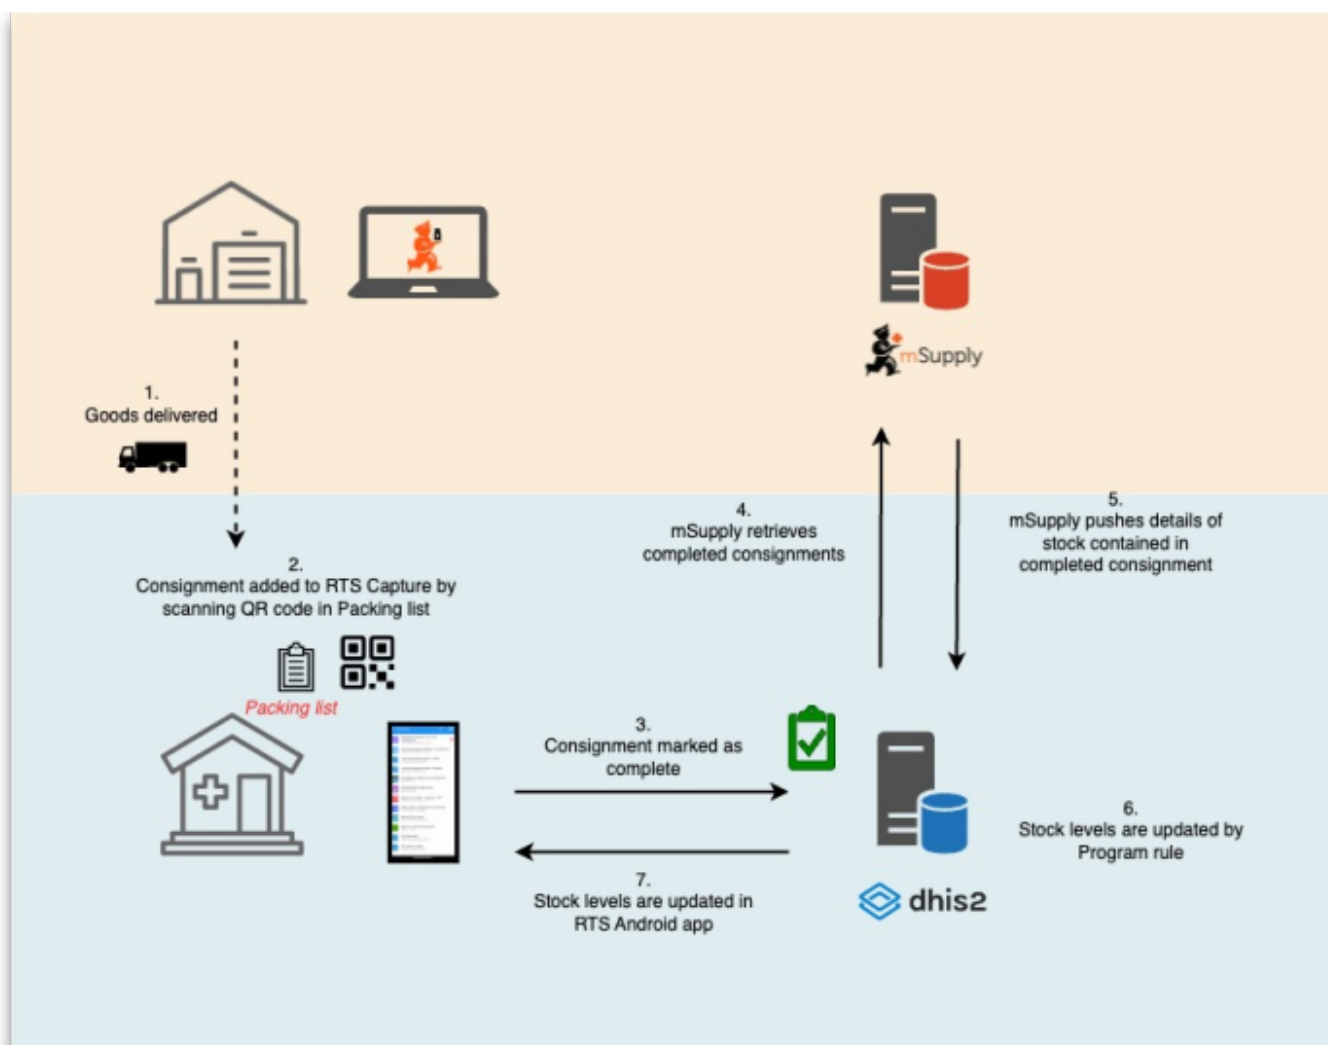 mSupply
1.
Goods delivered
4.
mSupply retrieves
completed consignments
5.
mSupply pushes details of
stock contained in
completed consignment
2.
Consignment added to RTS Capture by
scanning QR code in Packing list
Packing list
3.
Consignment marked as
complete
6.
Stock levels are updated by
Program rule
7.
Stock levels are updated in
RTS Android app
dhis2